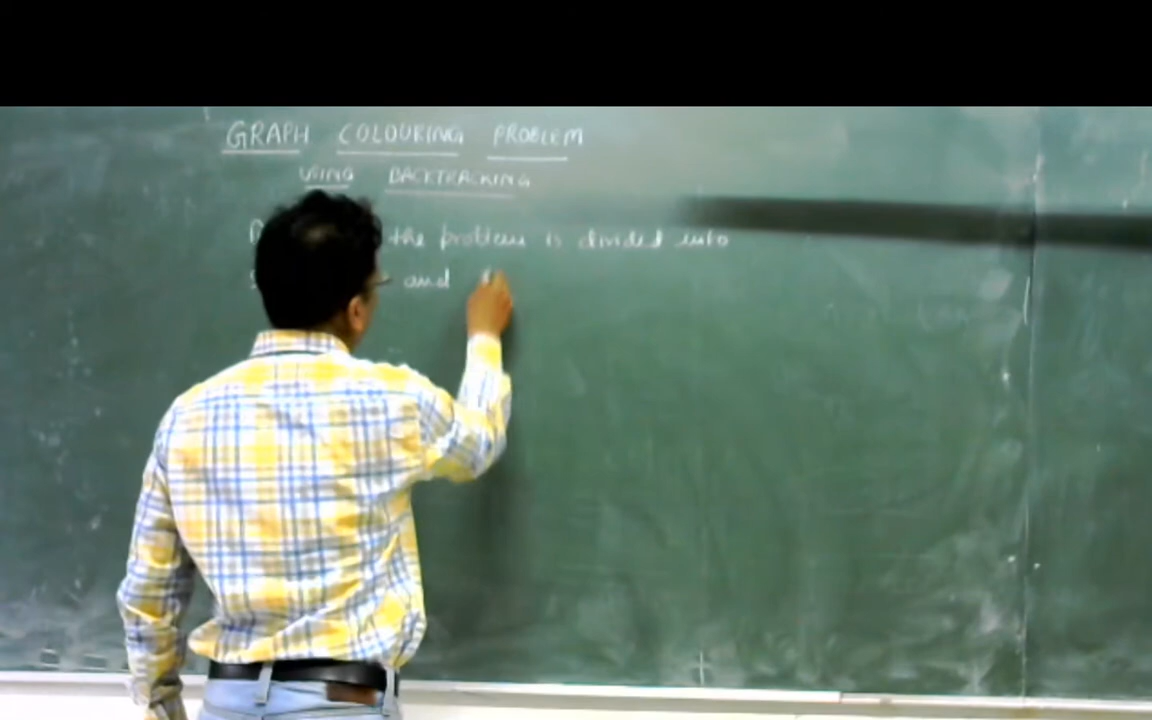 GRAPH COLOURING PROBLEM
USING BACKTRACKING
the problem is divided into
and